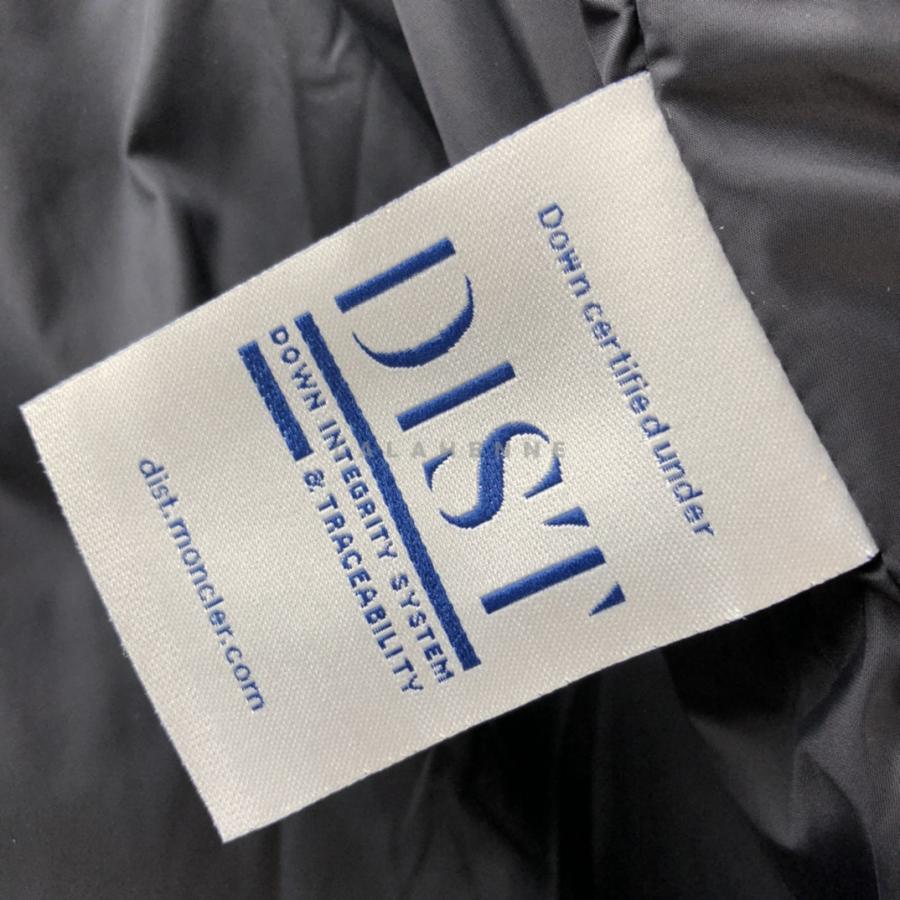 Down certified under
DIST
DOWN INTEGRITY SYSTEM
& TRACEABILITY
dist.moncler.com